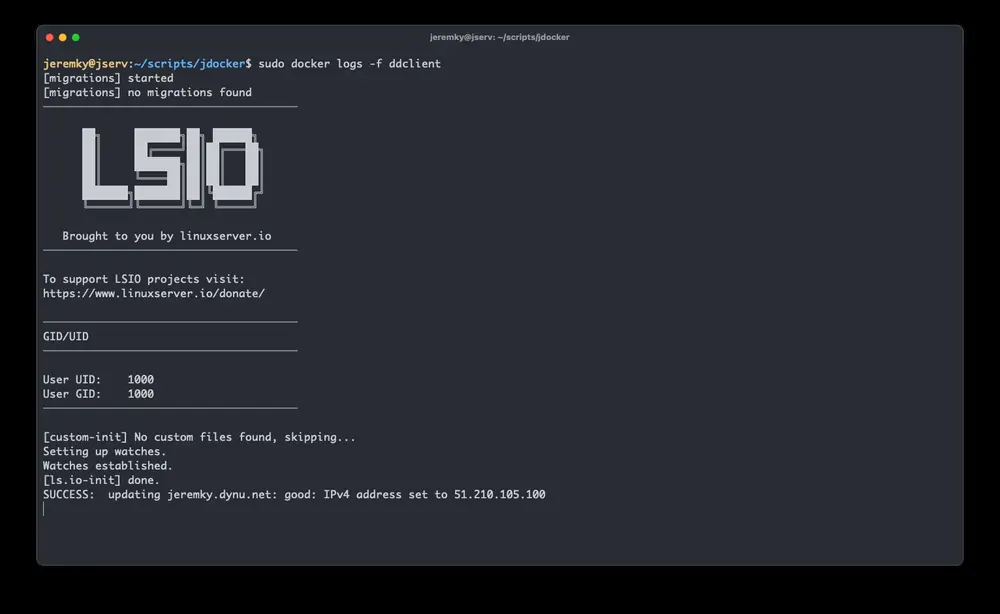 jeremky@jserv: ~/scripts/jdocker
jeremky@jserv:~/scripts/jdocker$ sudo docker logs -f ddclient
[migrations] started
[migrations] no migrations found
LSIO
Brought to you by linuxserver.io
To support LSIO projects visit:
https://www.linuxserver.io/donate/
GID/UID
User UID:    1000
User GID:    1000
[custom-init] No custom files found, skipping...
Setting up watches.
Watches established.
[ls.io-init] done.
SUCCESS:  updating jeremky.dynu.net: good: IPv4 address set to 51.210.105.100